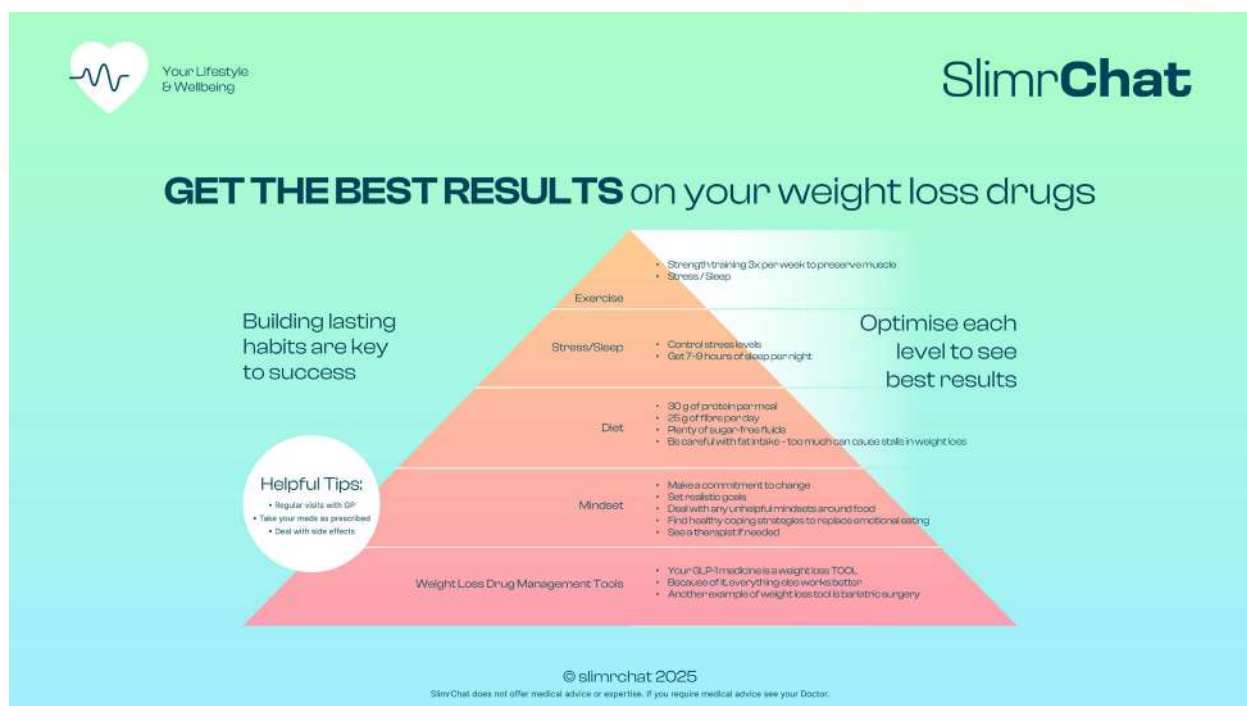 Your Lifestyle
& Wellbeing
SlimrChat
GET THE BEST RESULTS on your weight loss drugs
• Strength training 3x per week to preserve muscle
• Stress / Sleep
Exercise
Building lasting
habits are key
to success
Stress/Sleep
• Control stress levels
• Get 7-9 hours of sleep per night
Optimise each
level to see
best results
Diet
• 30 g of protein per meal
• 25 g of fibre per day
• Plenty of sugar-free fluids
• Be careful with fat intake - too much can cause stalls in weight loss
Helpful Tips:
• Regular visits with GP
• Take your meds as prescribed
• Deal with side effects
Mindset
• Make a commitment to change
• Set realistic goals
• Deal with any unhelpful mindsets around food
• Find healthy coping strategies to replace emotional eating
• See a therapist if needed
Weight Loss Drug Management Tools
• Your GLP-1 medicine is a weight loss TOOL
• Because of it, everything else works better
• Another example of weight loss tool is bariatric surgery
© slimrchat 2025
SlimrChat does not offer medical advice or expertise. If you require medical advice see your Doctor.